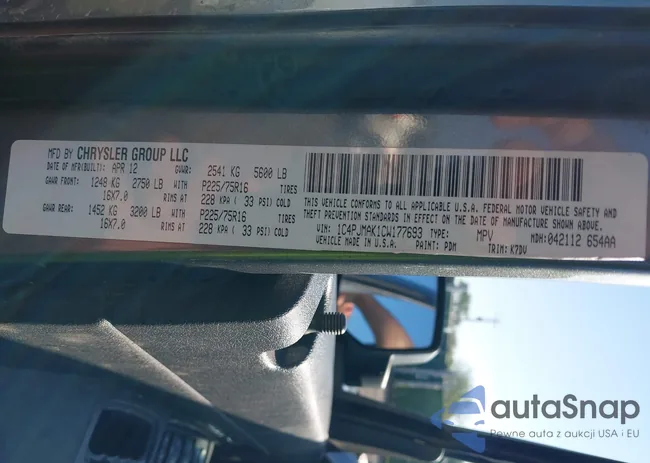 MFD BY CHRYSLER GROUP LLC
DATE OF MFR(BUILT): APR 12 GVWR: 2541 KG 5600 LB
GAWR FRONT: 1248 KG 2750 LB WITH P225/75R16 TIRES
16X7.0 RIMS AT 228 KPA ( 33 PSI) COLD
GAWR REAR: 1452 KG 3200 LB WITH P225/75R16 TIRES
16X7.0 RIMS AT 228 KPA ( 33 PSI) COLD
THIS VEHICLE CONFORMS TO ALL APPLICABLE U.S.A. FEDERAL MOTOR VEHICLE SAFETY AND
THEFT PREVENTION STANDARDS IN EFFECT ON THE DATE OF MANUFACTURE SHOWN ABOVE.
VIN: 1C4PJMAK1CW177693 TYPE: MPV MDH: 042112 654AA
VEHICLE MADE IN U.S.A. PAINT: PDM TRIM: K7DV
autaSnap
Pewne auta z aukcji USA i EU